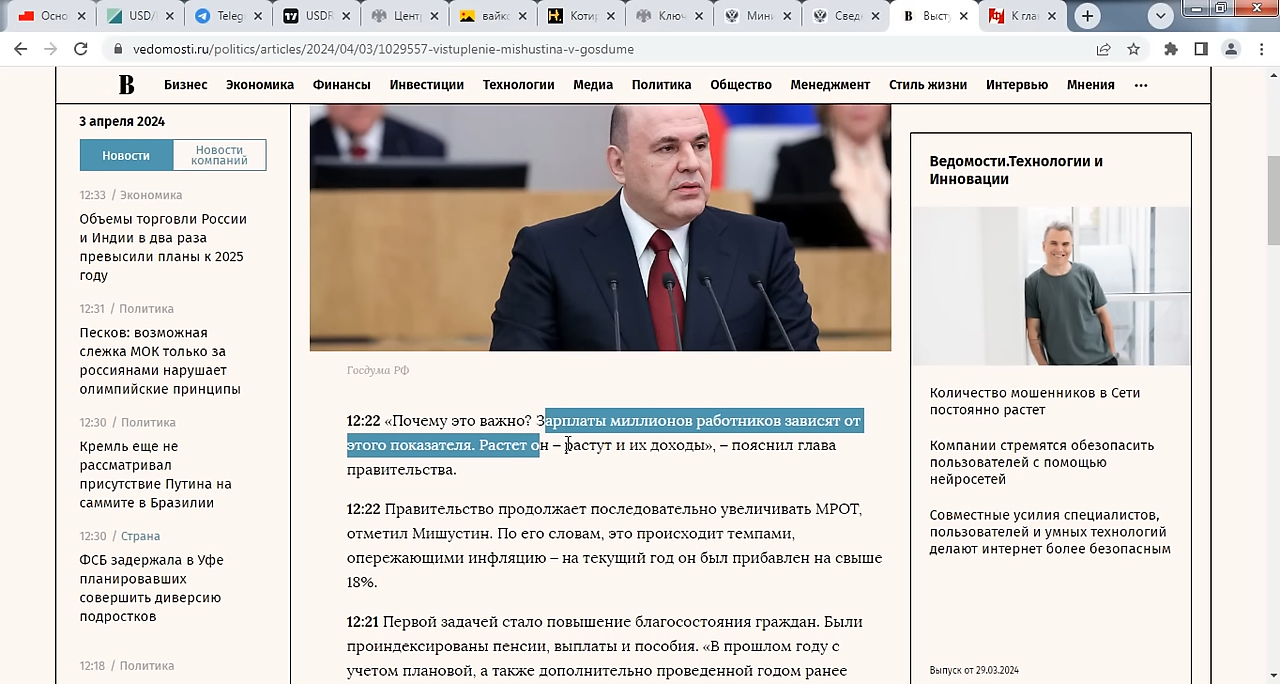 Осно
USD/
Teleg
USDR
Цент
вайк
Коти
Ключ
Мин
Свед
Высту
К гла
vedomosti.ru/politics/articles/2024/04/03/1029557-vistuplenie-mishustina-v-gosdume
В Бизнес Экономика Финансы Инвестиции Технологии Медиа Политика Общество Менеджмент Стиль жизни Интервью Мнения ···
3 апреля 2024
Новости
Новости
компаний
12:33 / Экономика
Объемы торговли России
и Индии в два раза
превысили планы к 2025
году
12:31 / Политика
Песков: возможная
слежка МОК только за
россиянами нарушает
олимпийские принципы
12:30 / Политика
Кремль еще не
рассматривал
присутствие Путина на
саммите в Бразилии
12:30 / Страна
ФСБ задержала в Уфе
планировавших
совершить диверсию
подростков
12:18 / Политика
Госдума РФ
12:22 «Почему это важно? Зарплаты миллионов работников зависят от
этого показателя. Растет он – растут и их доходы», – пояснил глава
правительства.
12:22 Правительство продолжает последовательно увеличивать МРОТ,
отметил Мишустин. По его словам, это происходит темпами,
опережающими инфляцию – на текущий год он был прибавлен на свыше
18%.
12:21 Первой задачей стало повышение благосостояния граждан. Были
проиндексированы пенсии, выплаты и пособия. «В прошлом году с
учетом плановой, а также дополнительно проведенной годом ранее
Ведомости.Технологии и
Инновации
Количество мошенников в Сети
постоянно растет
Компании стремятся обезопасить
пользователей с помощью
нейросетей
Совместные усилия специалистов,
пользователей и умных технологий
делают интернет более безопасным
Выпуск от 29.03.2024